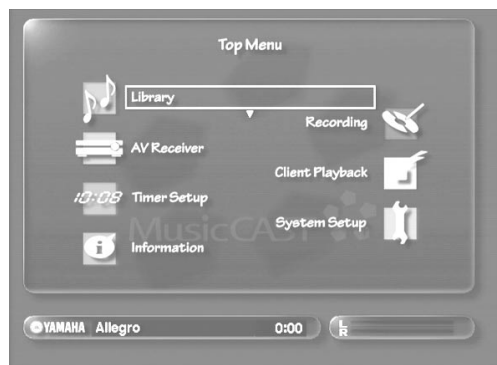 Top Menu
Library
Recording
AV Receiver
Client Playback
10:08 Timer Setup
System Setup
MusicCAST
i Information
YAMAHA Allegro 0:00 L
R